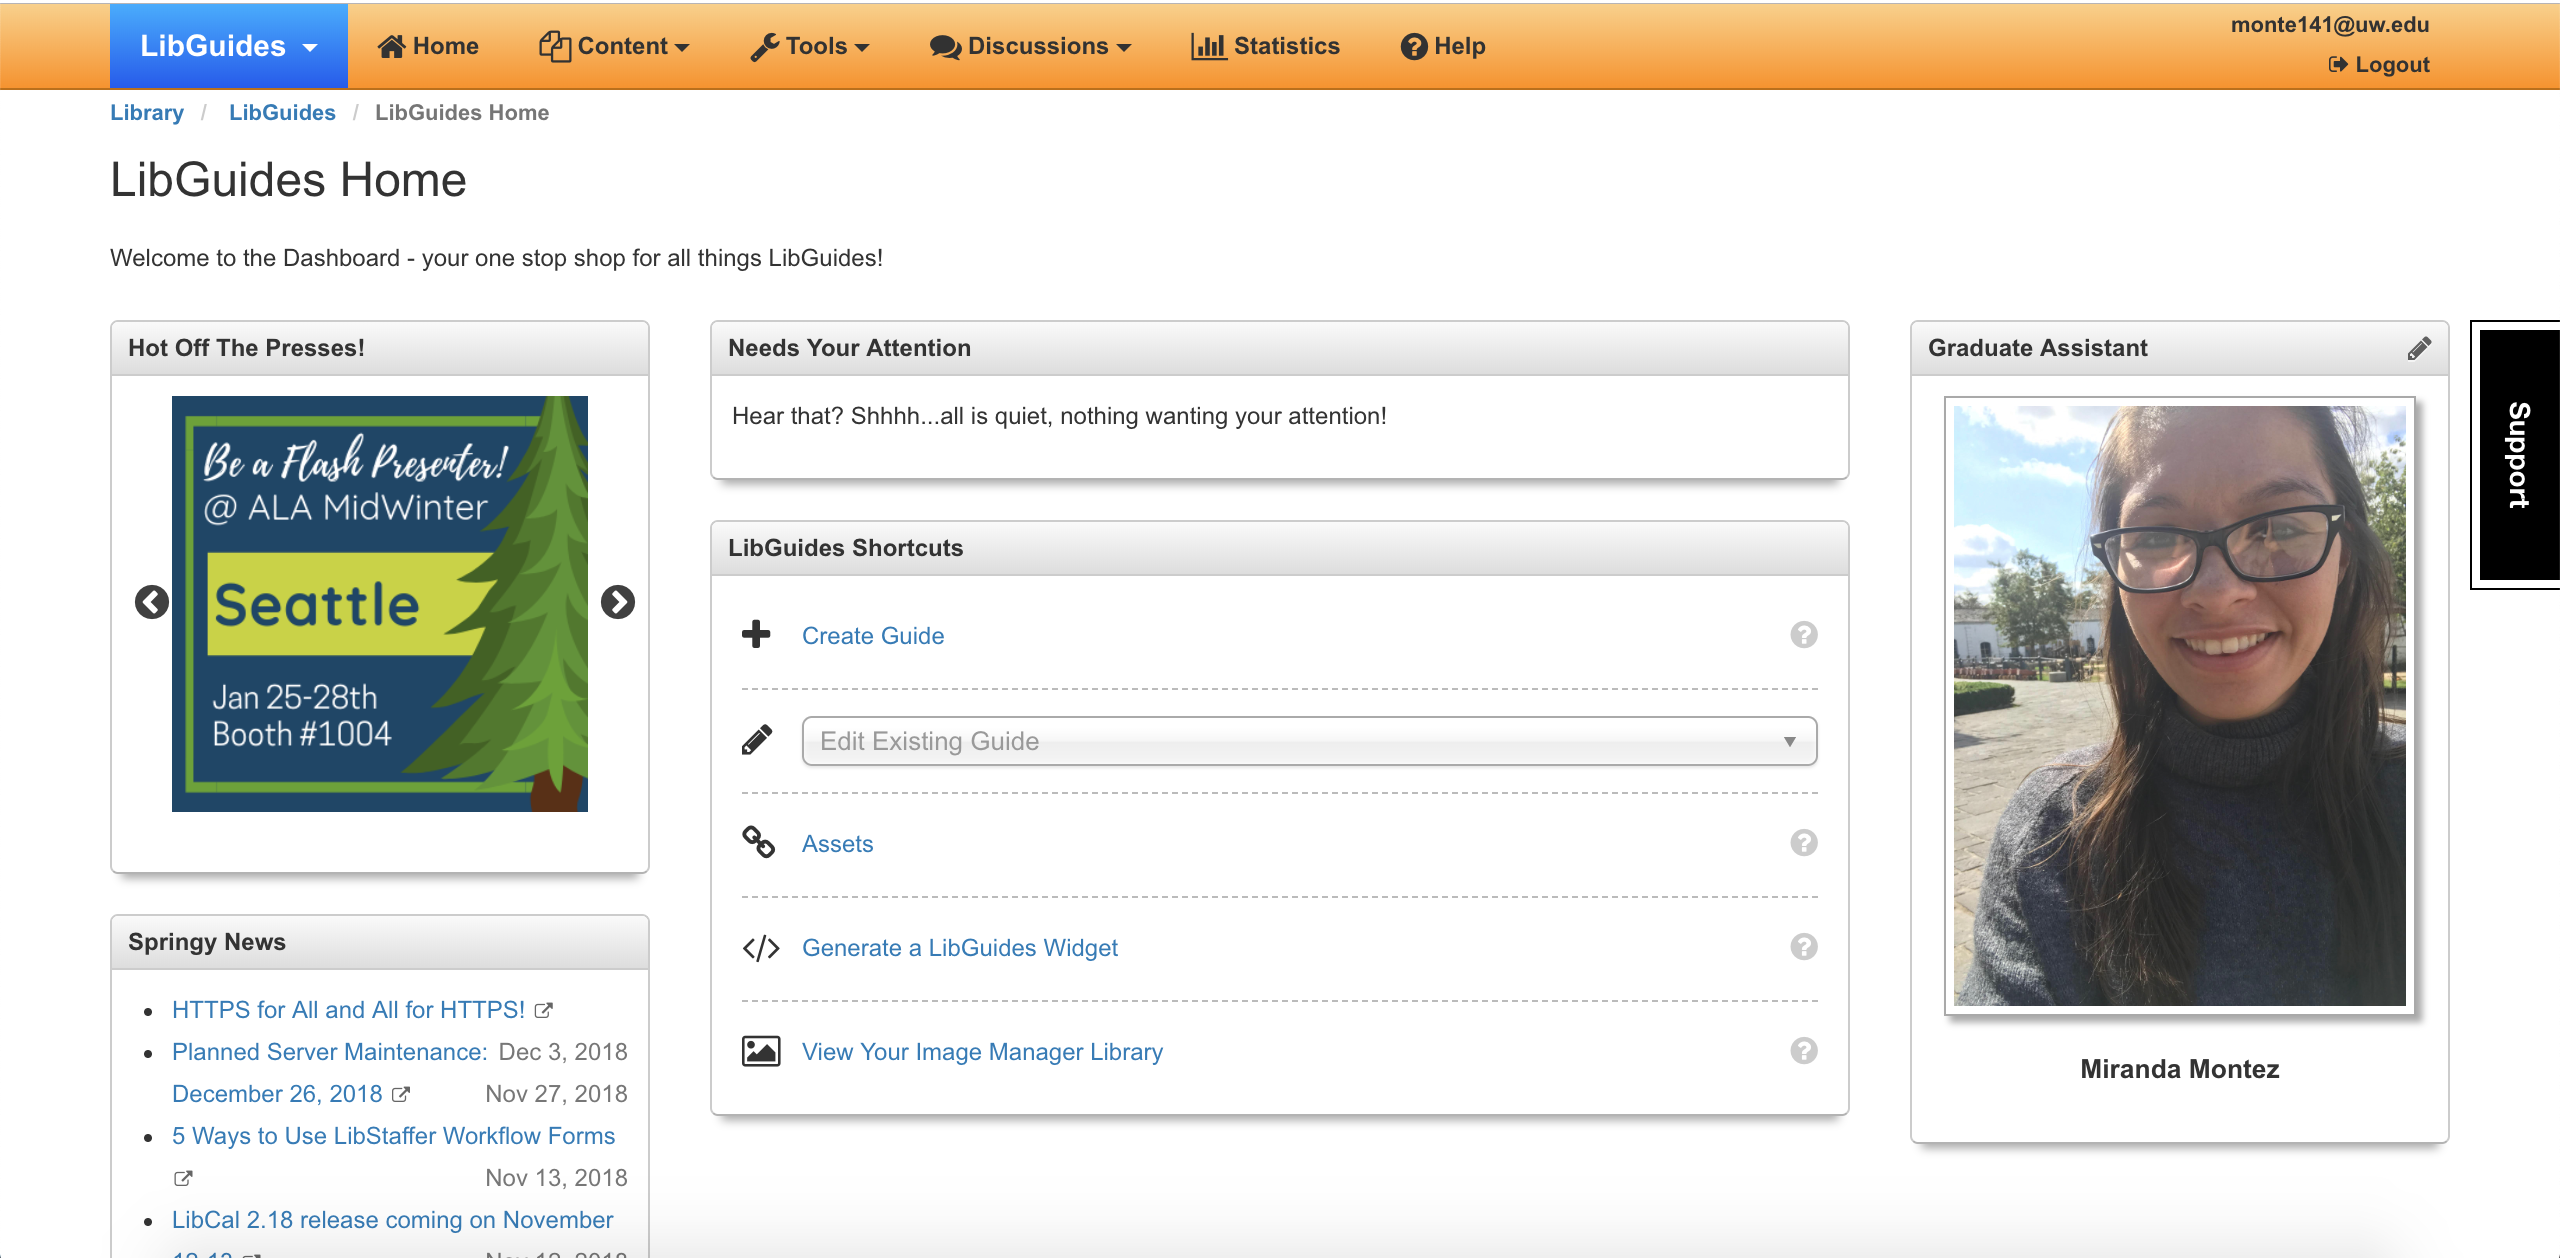 LibGuides
Home
Content
Tools
Discussions
Statistics
Help
monte141@uw.edu
Logout
Library / LibGuides / LibGuides Home
LibGuides Home
Welcome to the Dashboard - your one stop shop for all things LibGuides!
Hot Off The Presses!
Be a Flash Presenter!
@ ALA MidWinter
Seattle
Jan 25-28th
Booth #1004
Springy News
HTTPS for All and All for HTTPS!
Dec 3, 2018
Planned Server Maintenance:
December 26, 2018
Nov 27, 2018
5 Ways to Use LibStaffer Workflow Forms
Nov 13, 2018
LibCal 2.18 release coming on November
Needs Your Attention
Hear that? Shhhh...all is quiet, nothing wanting your attention!
LibGuides Shortcuts
Create Guide
Edit Existing Guide
Assets
Generate a LibGuides Widget
View Your Image Manager Library
Graduate Assistant
Miranda Montez
Support